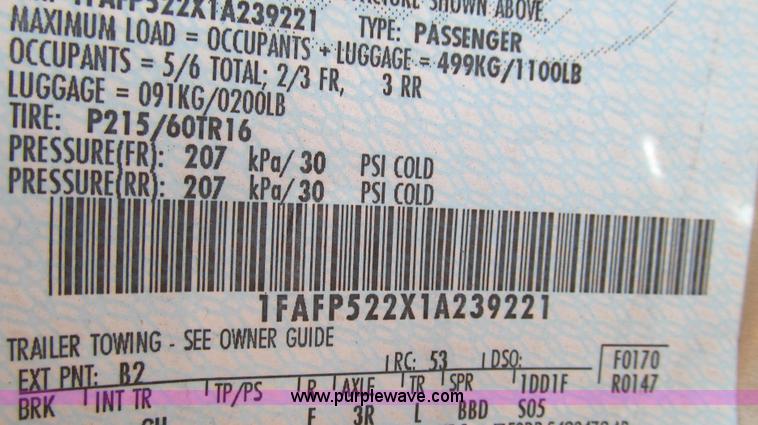 1FAFP522X1A239221 TYPE: PASSENGER
SHOWN ABOVE.
MAXIMUM LOAD = OCCUPANTS + LUGGAGE = 499KG/1100LB
OCCUPANTS = 5/6 TOTAL; 2/3 FR, 3 RR
LUGGAGE = 091KG/0200LB
TIRE: P215/60TR16
PRESSURE(FR): 207 kPa/ 30 PSI COLD
PRESSURE(RR): 207 kPa/ 30 PSI COLD
1FAFP522X1A239221
TRAILER TOWING - SEE OWNER GUIDE
EXT PNT: B2 RC: 53 DSO: F0170
BRK INT TR TP/PS R AXLE TR SPR 1DD1F R0147
F 3R L BBD S05
www.purplewave.com